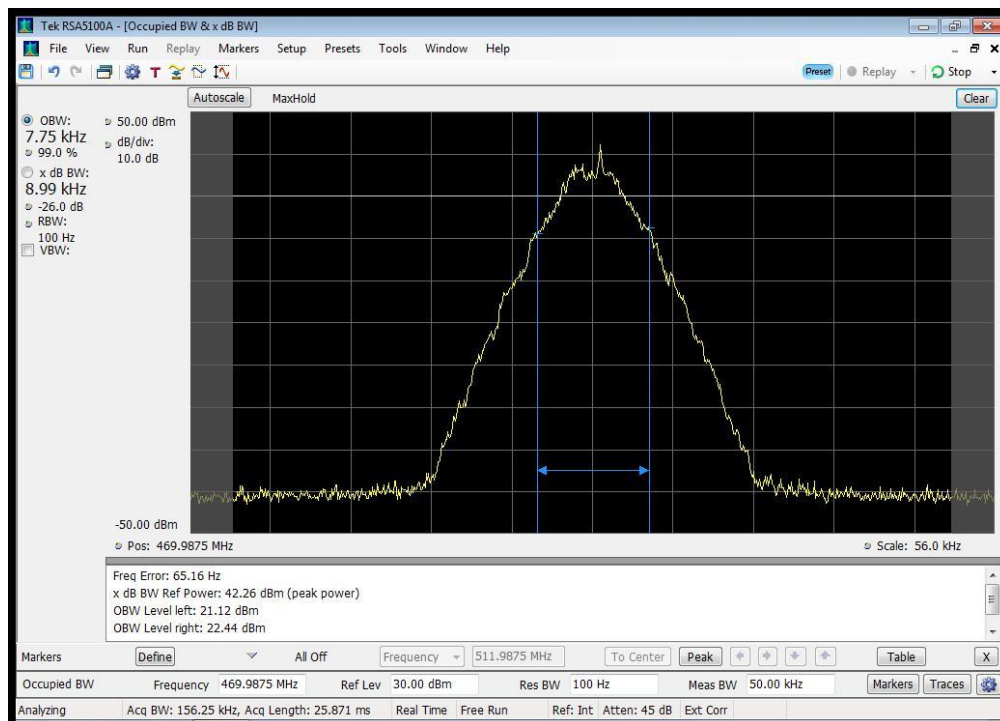 Tek RSA5100A - [Occupied BW & x dB BW]
File View Run Replay Markers Setup Presets Tools Window Help
T Preset Replay Stop
Autoscale MaxHold Clear
OBW: 50.00 dBm
7.75 kHz dB/div:
99.0 % 10.0 dB
x dB BW:
8.99 kHz
-26.0 dB
RBW:
100 Hz
VBW:
-50.00 dBm
Pos: 469.9875 MHz Scale: 56.0 kHz
Freq Error: 65.16 Hz
x dB BW Ref Power: 42.26 dBm (peak power)
OBW Level left: 21.12 dBm
OBW Level right: 22.44 dBm
Markers Define All Off Frequency 511.9875 MHz To Center Peak Table X
Occupied BW Frequency 469.9875 MHz Ref Lev 30.00 dBm Res BW 100 Hz Meas BW 50.00 kHz Markers Traces
Analyzing Acq BW: 156.25 kHz, Acq Length: 25.871 ms Real Time Free Run Ref: Int Atten: 45 dB Ext Corr